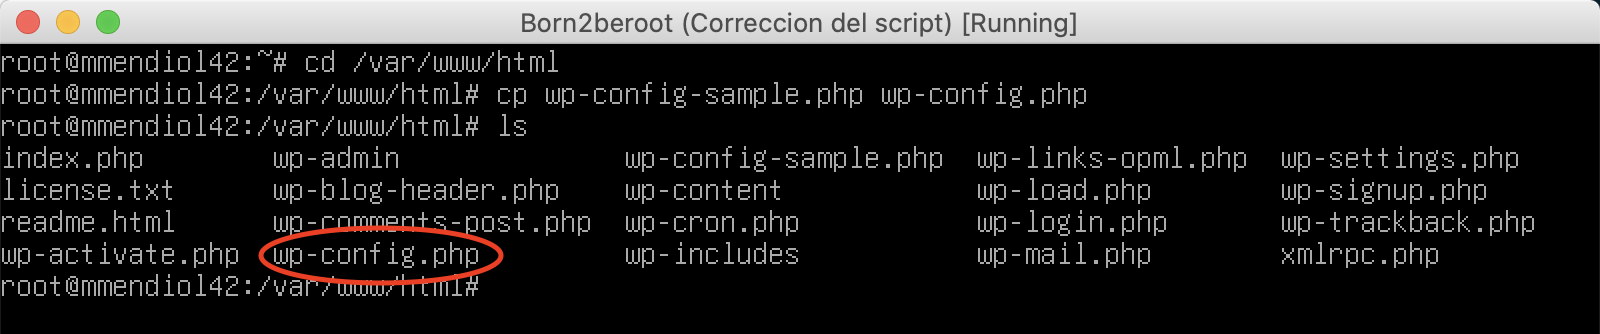 Born2beroot (Correccion del script) [Running]
root@mmendiol42:~# cd /var/www/html
root@mmendiol42:/var/www/html# cp wp-config-sample.php wp-config.php
root@mmendiol42:/var/www/html# ls
index.php wp-admin wp-config-sample.php wp-links-opml.php wp-settings.php
license.txt wp-blog-header.php wp-content wp-load.php wp-signup.php
readme.html wp-comments-post.php wp-cron.php wp-login.php wp-trackback.php
wp-activate.php wp-config.php wp-includes wp-mail.php xmlrpc.php
root@mmendiol42:/var/www/html#